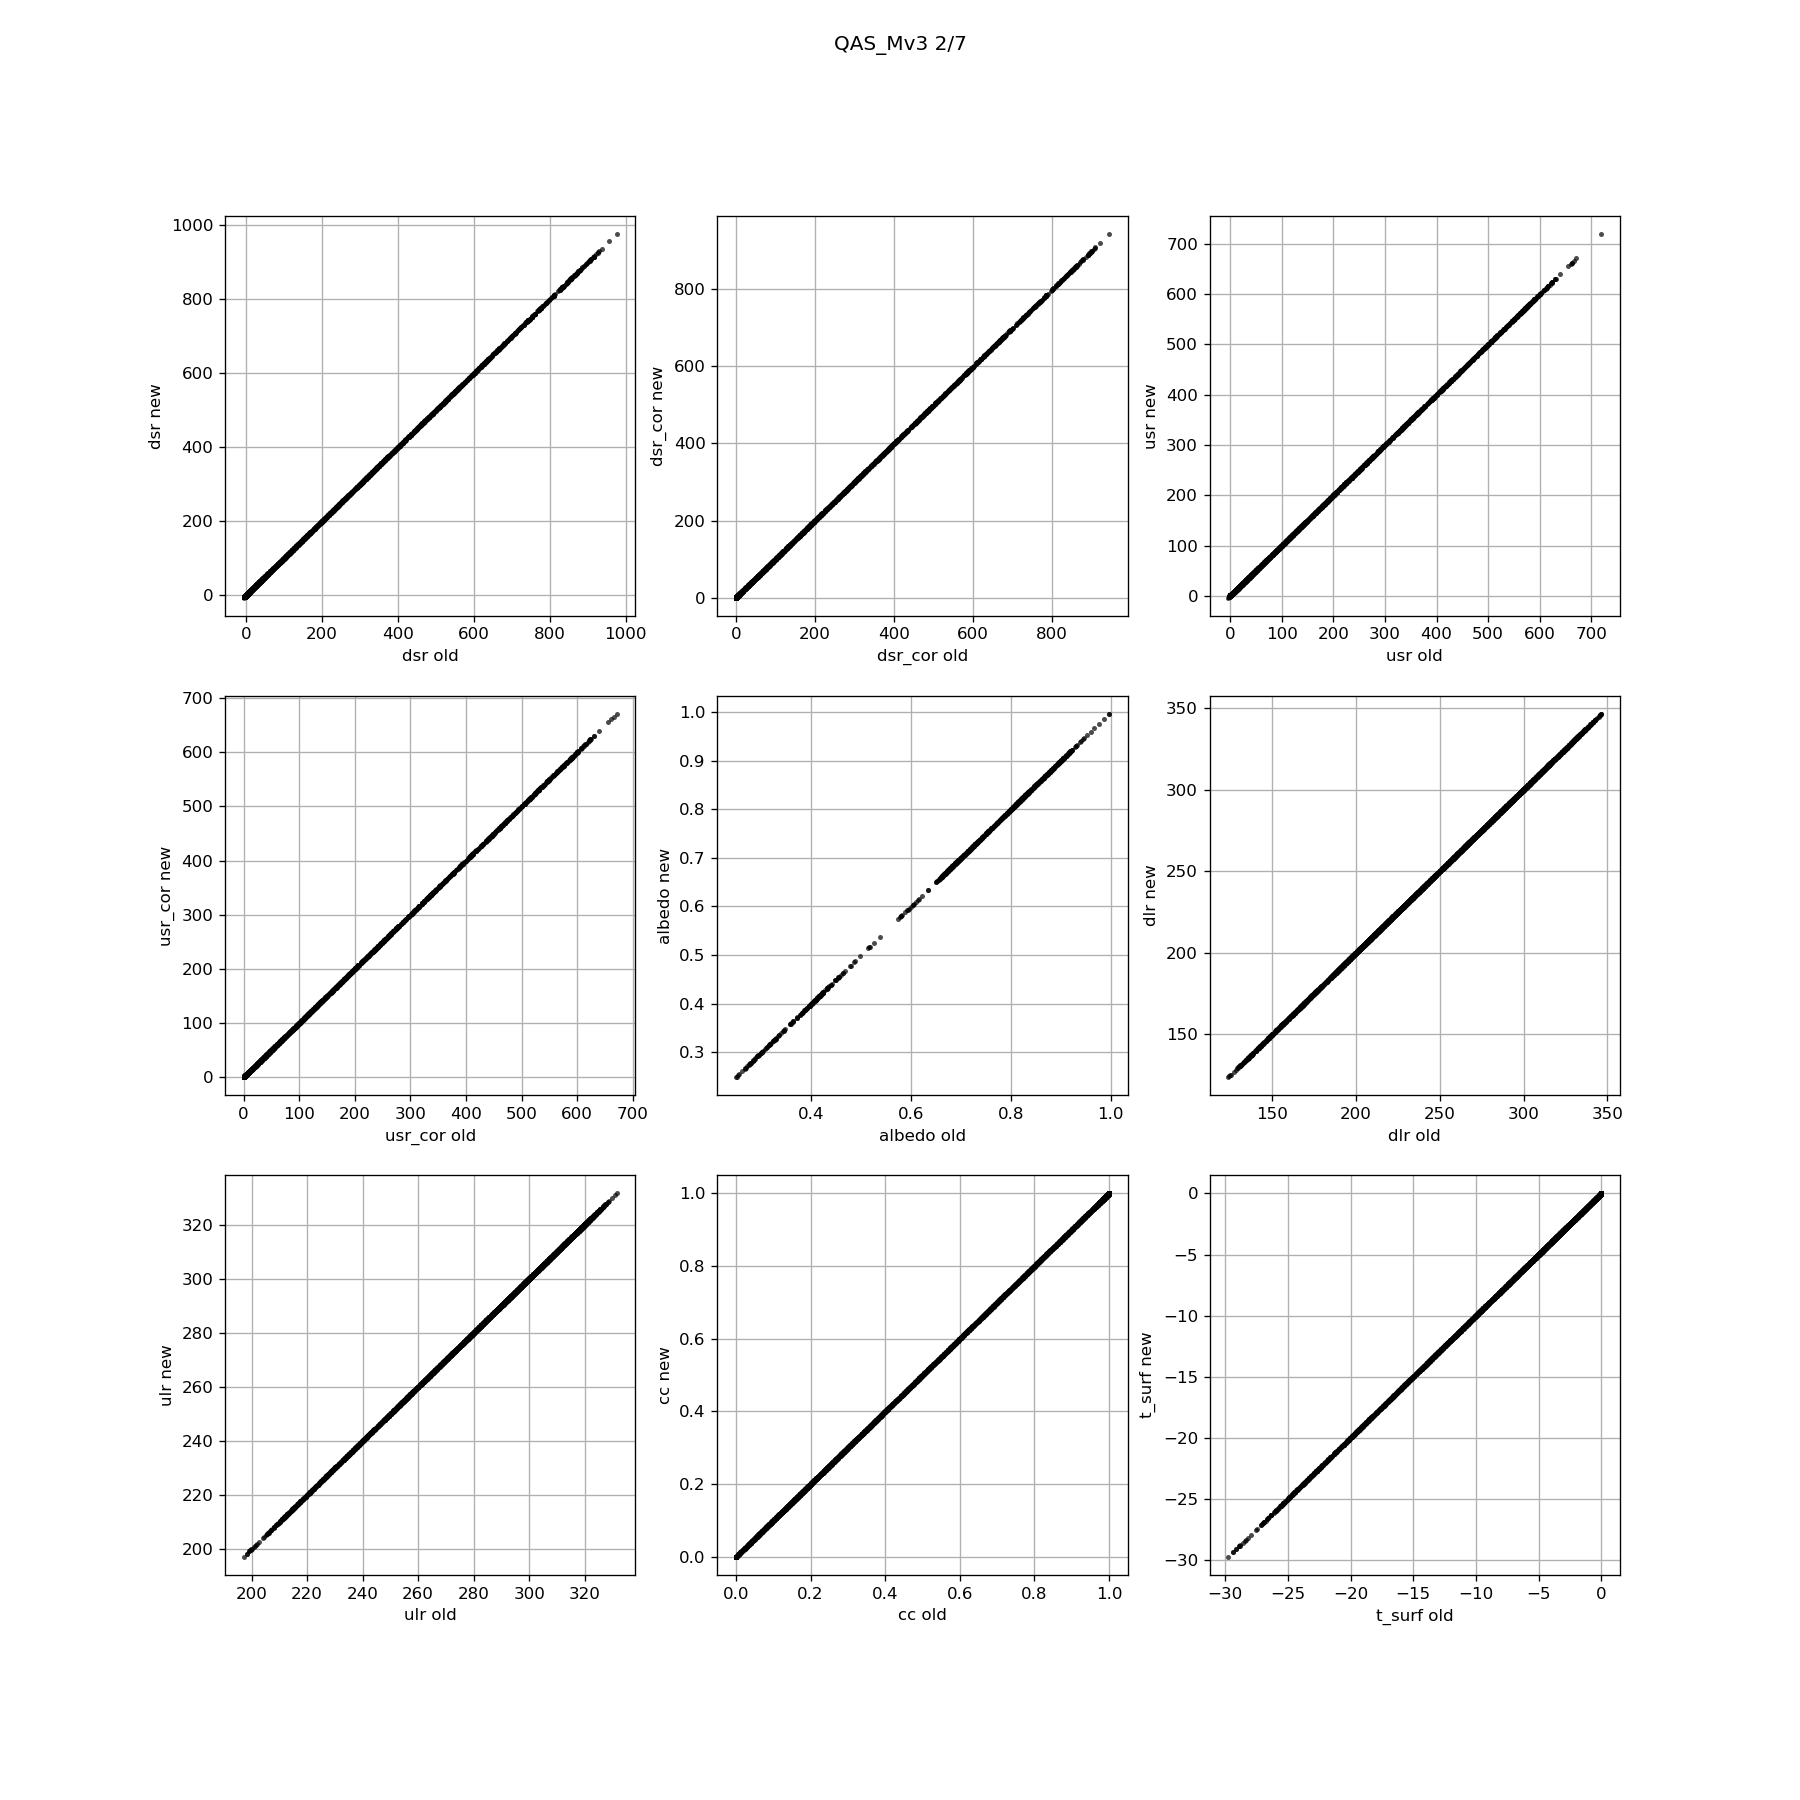 QAS_Mv3 2/7
1000
800
600
400
200
0
dsr new
0 200 400 600 800 1000
dsr old
800
600
400
200
0
dsr_cor new
0 200 400 600 800
dsr_cor old
700
600
500
400
300
200
100
0
usr new
0 100 200 300 400 500 600 700
usr old
700
600
500
400
300
200
100
0
usr_cor new
0 100 200 300 400 500 600 700
usr_cor old
1.0
0.9
0.8
0.7
0.6
0.5
0.4
0.3
albedo new
0.4 0.6 0.8 1.0
albedo old
350
300
250
200
150
dlr new
150 200 250 300 350
dlr old
320
300
280
260
240
220
200
ulr new
200 220 240 260 280 300 320
ulr old
1.0
0.8
0.6
0.4
0.2
0.0
cc new
0.0 0.2 0.4 0.6 0.8 1.0
cc old
0
−5
−10
−15
−20
−25
−30
t_surf new
−30 −25 −20 −15 −10 −5 0
t_surf old